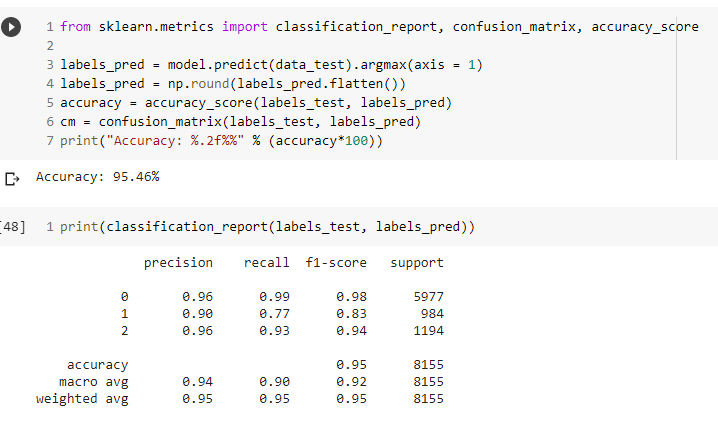 1 from sklearn.metrics import classification_report, confusion_matrix, accuracy_score
2
3 labels_pred = model.predict(data_test).argmax(axis = 1)
4 labels_pred = np.round(labels_pred.flatten())
5 accuracy = accuracy_score(labels_test, labels_pred)
6 cm = confusion_matrix(labels_test, labels_pred)
7 print("Accuracy: %.2f%%" % (accuracy*100))
Accuracy: 95.46%
[48] 1 print(classification_report(labels_test, labels_pred))
precision recall f1-score support
0 0.96 0.99 0.98 5977
1 0.90 0.77 0.83 984
2 0.96 0.93 0.94 1194
accuracy 0.95 8155
macro avg 0.94 0.90 0.92 8155
weighted avg 0.95 0.95 0.95 8155